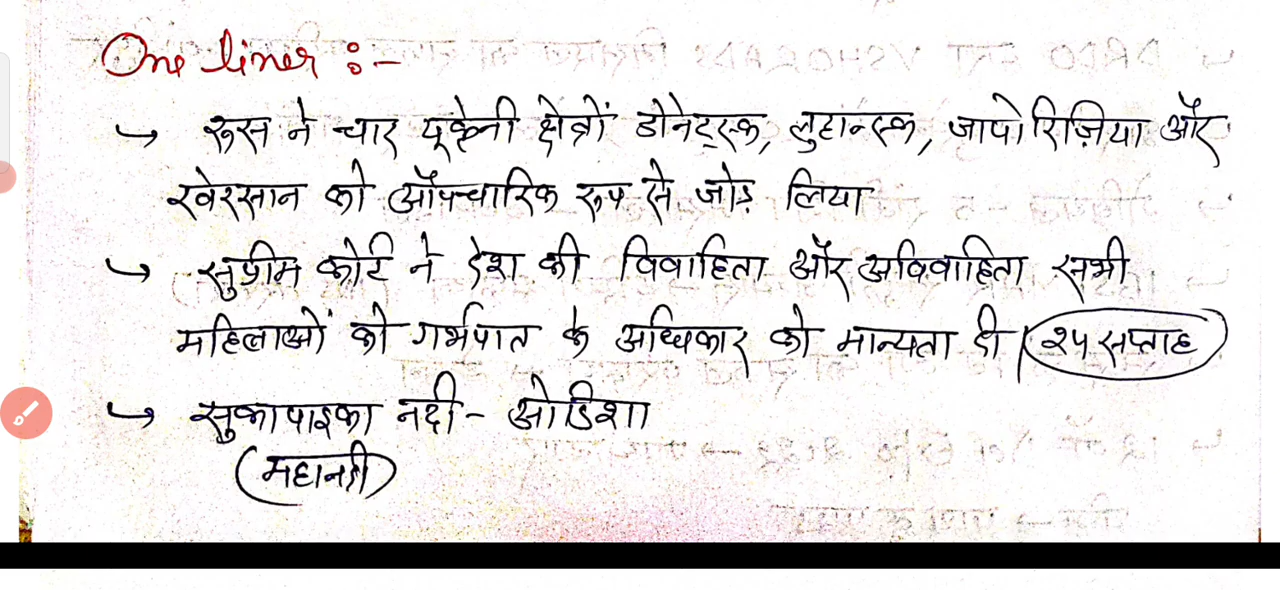 One liner :-
→ रूस ने चार यूक्रेनी क्षेत्रों डोनेट्स्क, लुहान्स्क, जापोरिज़िया और
खेरसान को औपचारिक रूप से जोड़ लिया
→ सुप्रीम कोर्ट ने देश की विवाहिता और अविवाहिता सभी
महिलाओं को गर्भपात के अधिकार को मान्यता दी। २५ सप्ताह
→ सुकापाइका नदी - ओडिशा
(महानदी)